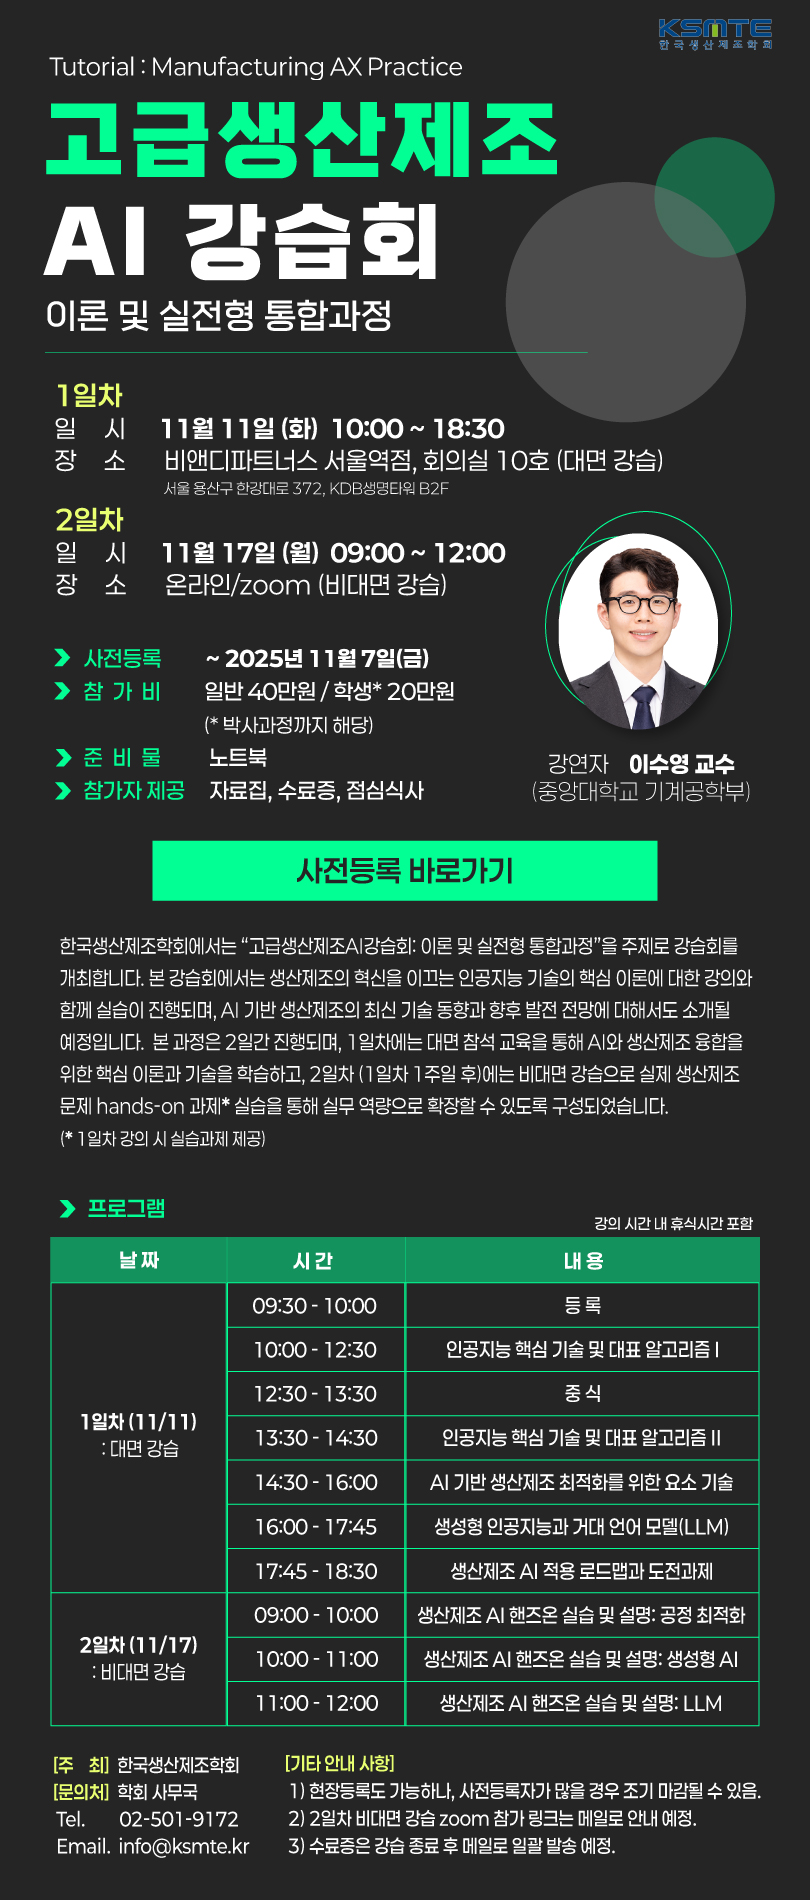 KSMTE
한국생산제조학회
Tutorial : Manufacturing AX Practice
고급생산제조
AI 강습회
이론 및 실전형 통합과정
1일차
일 시 11월 11일 (화) 10:00 ~ 18:30
장 소 비앤디파트너스 서울역점, 회의실 10호 (대면 강습)
서울 용산구 한강대로 372, KDB생명타워 B2F
2일차
일 시 11월 17일 (월) 09:00 ~ 12:00
장 소 온라인/zoom (비대면 강습)
사전등록 ~ 2025년 11월 7일(금)
참 가 비 일반 40만원 / 학생* 20만원
(* 박사과정까지 해당)
준 비 물 노트북
참가자 제공 자료집, 수료증, 점심식사
강연자 이수영 교수
(중앙대학교 기계공학부)
사전등록 바로가기
한국생산제조학회에서는 “고급생산제조AI강습회: 이론 및 실전형 통합과정”을 주제로 강습회를
개최합니다. 본 강습회에서는 생산제조의 혁신을 이끄는 인공지능 기술의 핵심 이론에 대한 강의와
함께 실습이 진행되며, AI 기반 생산제조의 최신 기술 동향과 향후 발전 전망에 대해서도 소개될
예정입니다. 본 과정은 2일간 진행되며, 1일차에는 대면 참석 교육을 통해 AI와 생산제조 융합을
위한 핵심 이론과 기술을 학습하고, 2일차 (1일차 1주일 후)에는 비대면 강습으로 실제 생산제조
문제 hands-on 과제* 실습을 통해 실무 역량으로 확장할 수 있도록 구성되었습니다.
(* 1일차 강의 시 실습과제 제공)
프로그램
강의 시간 내 휴식시간 포함
날 짜 시 간 내 용
09:30 - 10:00 등 록
10:00 - 12:30 인공지능 핵심 기술 및 대표 알고리즘 I
12:30 - 13:30 중 식
1일차 (11/11)
: 대면 강습
13:30 - 14:30 인공지능 핵심 기술 및 대표 알고리즘 II
14:30 - 16:00 AI 기반 생산제조 최적화를 위한 요소 기술
16:00 - 17:45 생성형 인공지능과 거대 언어 모델(LLM)
17:45 - 18:30 생산제조 AI 적용 로드맵과 도전과제
2일차 (11/17)
: 비대면 강습
09:00 - 10:00 생산제조 AI 핸즈온 실습 및 설명: 공정 최적화
10:00 - 11:00 생산제조 AI 핸즈온 실습 및 설명: 생성형 AI
11:00 - 12:00 생산제조 AI 핸즈온 실습 및 설명: LLM
[주 최] 한국생산제조학회
[문의처] 학회 사무국
Tel. 02-501-9172
Email. info@ksmte.kr
[기타 안내 사항]
1) 현장등록도 가능하나, 사전등록자가 많을 경우 조기 마감될 수 있음.
2) 2일차 비대면 강습 zoom 참가 링크는 메일로 안내 예정.
3) 수료증은 강습 종료 후 메일로 일괄 발송 예정.